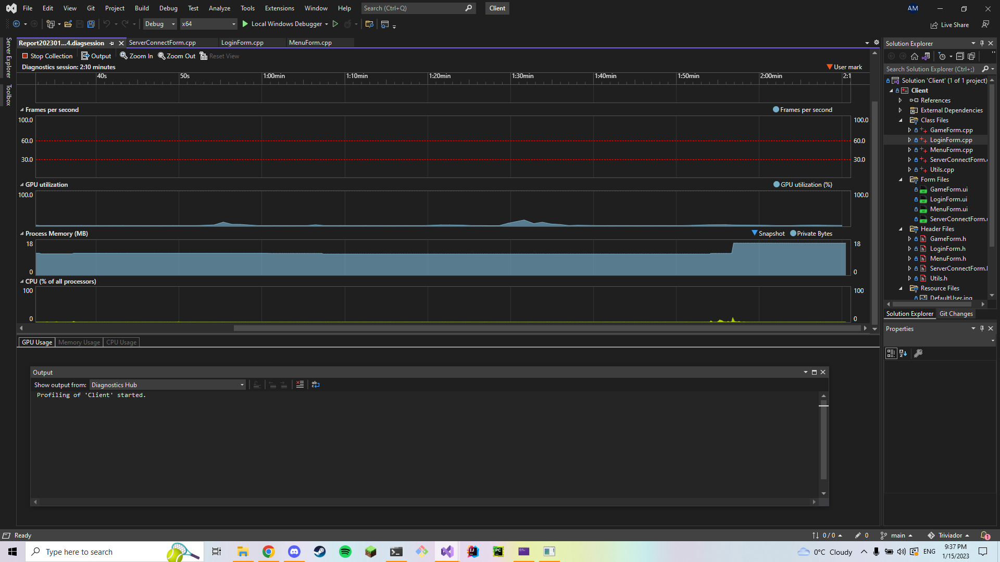 File Edit View Git Project Build Debug Test Analyze Tools Extensions Window Help Search (Ctrl+Q) Client AM
Debug x64 Local Windows Debugger Live Share
Server Explorer
Toolbox
Report202301...4.diagsession ServerConnectForm.cpp LoginForm.cpp MenuForm.cpp
Stop Collection Output Zoom In Zoom Out Reset View
Diagnostics session: 2:10 minutes User mark
40s 50s 1:00min 1:10min 1:20min 1:30min 1:40min 1:50min 2:00min 2:1
Frames per second Frames per second
100.0 100.0
60.0 60.0
30.0 30.0
GPU utilization GPU utilization (%)
100.0 100.0
Process Memory (MB) Snapshot Private Bytes
18 18
0 0
CPU (% of all processors)
100 100
0 0
GPU Usage Memory Usage CPU Usage
Output
Show output from: Diagnostics Hub
Profiling of 'Client' started.
Solution Explorer
Search Solution Explorer (Ctrl+;)
Solution 'Client' (1 of 1 project)
Client
References
External Dependencies
Class Files
GameForm.cpp
LoginForm.cpp
MenuForm.cpp
ServerConnectForm.
Utils.cpp
Form Files
GameForm.ui
LoginForm.ui
MenuForm.ui
ServerConnectForm.
Header Files
GameForm.h
LoginForm.h
MenuForm.h
ServerConnectForm.
Utils.h
Resource Files
DefaultUser.jpg
Solution Explorer Git Changes
Properties
Ready 0 / 0 0 main Triviador 1
Type here to search 0°C Cloudy ENG 9:37 PM
1/15/2023